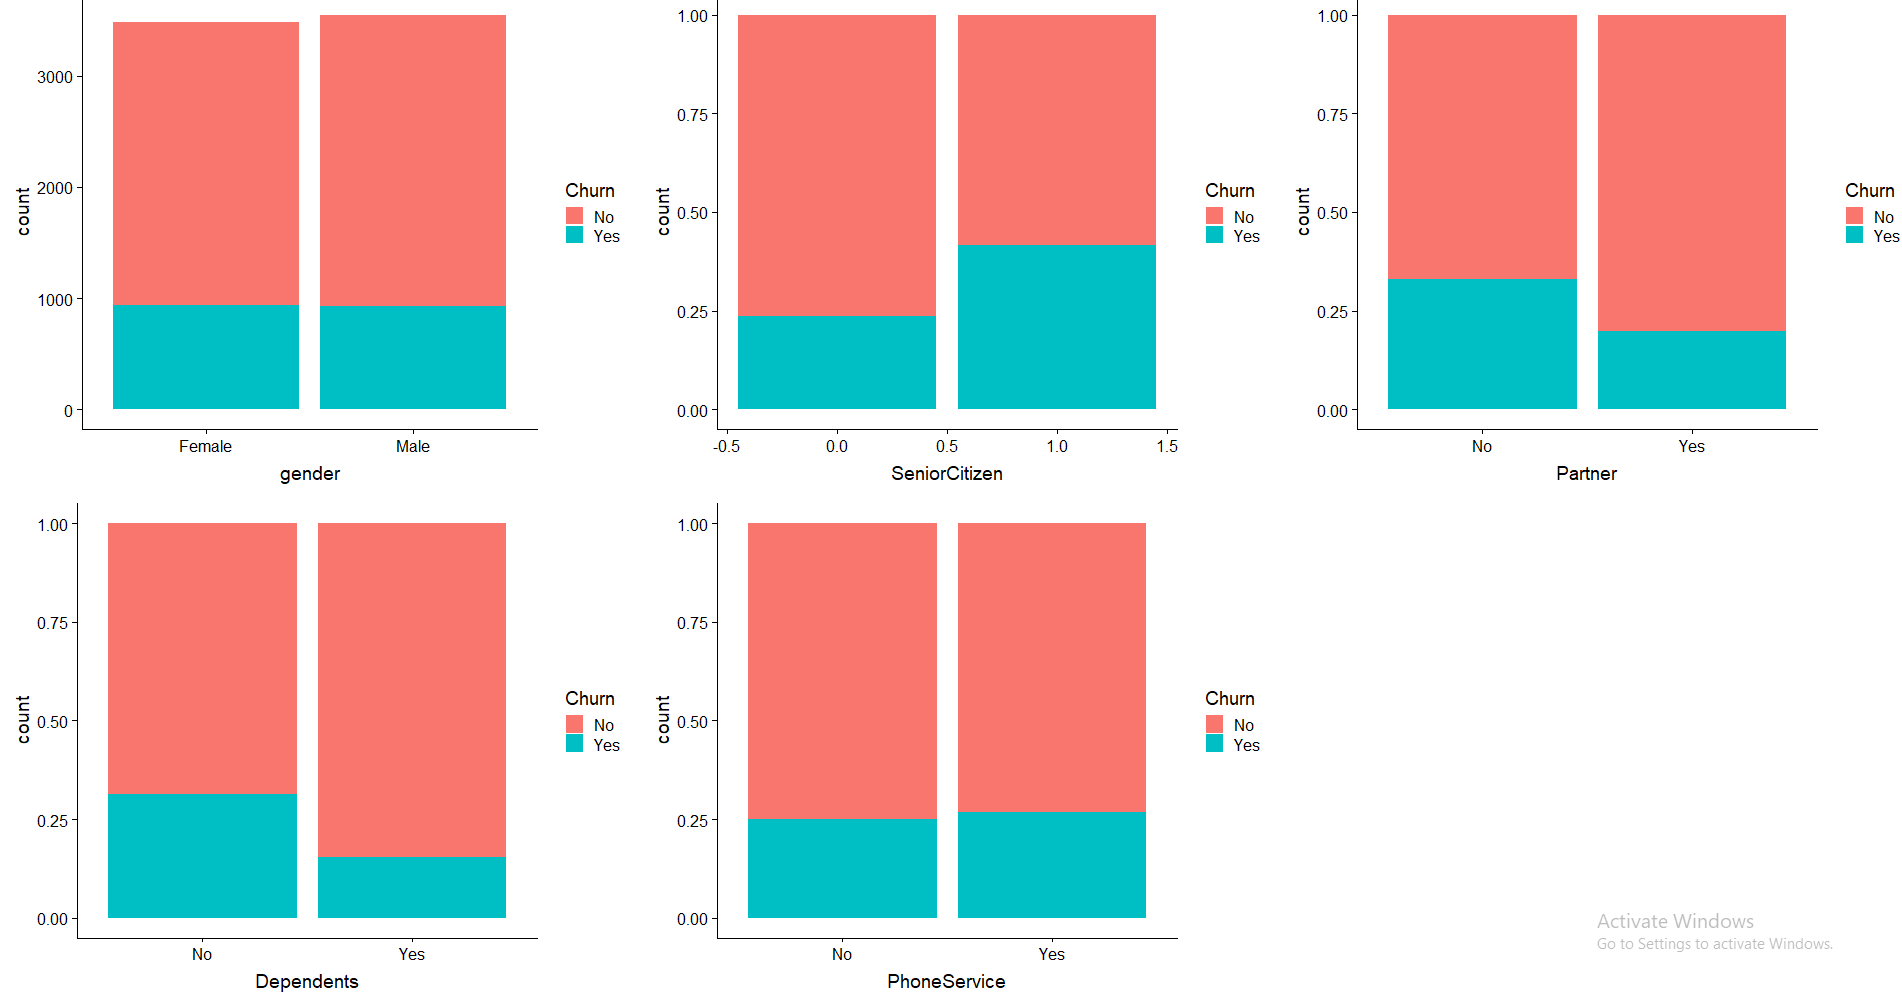 3000
2000
1000
0
count
Female Male
gender
Churn
No
Yes
1.00
0.75
0.50
0.25
0.00
count
-0.5 0.0 0.5 1.0 1.5
SeniorCitizen
Churn
No
Yes
1.00
0.75
0.50
0.25
0.00
count
No Yes
Partner
Churn
No
Yes
1.00
0.75
0.50
0.25
0.00
count
No Yes
Dependents
Churn
No
Yes
1.00
0.75
0.50
0.25
0.00
count
No Yes
PhoneService
Churn
No
Yes
Activate Windows
Go to Settings to activate Windows.